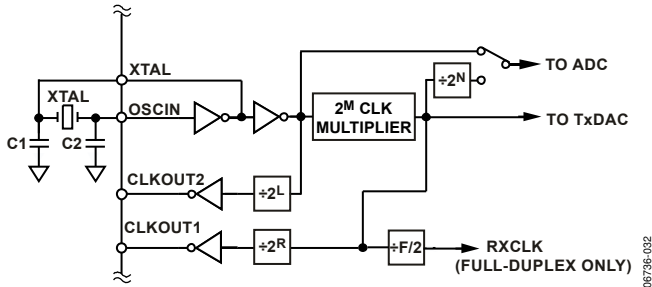 XTAL
TO ADC
÷2ᴺ
XTAL
OSCIN
2ᴹ CLK
MULTIPLIER
TO TxDAC
C1
C2
CLKOUT2
÷2ᴸ
CLKOUT1
÷2ᴿ
÷F/2
RXCLK
(FULL-DUPLEX ONLY)
06736-032